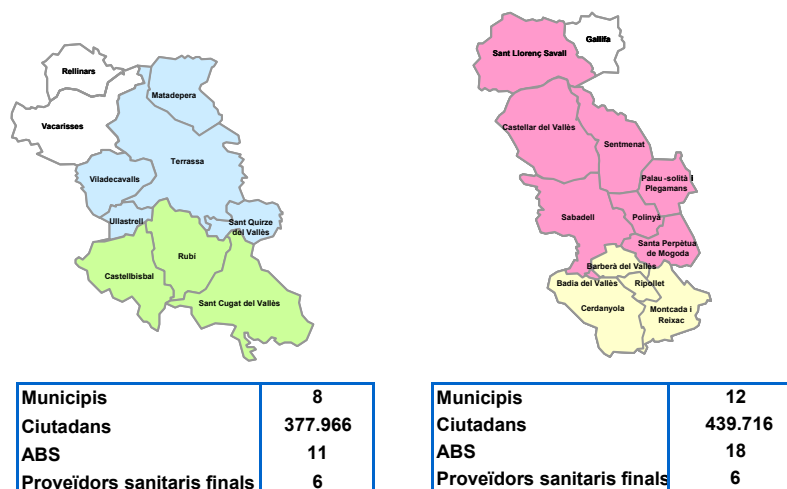 Rellinars
Matadepera
Vacarisses
Terrassa
Viladecavalls
Ullastrell
Sant Quirze
del Vallès
Rubí
Castellbisbal
Sant Cugat del Vallès
Gallifa
Sant Llorenç Savall
Castellar del Vallès
Sentmenat
Palau -solità i
Plegamans
Sabadell
Polinyà
Santa Perpètua
de Mogoda
Barberà del Vallès
Badia del Vallès
Ripollet
Cerdanyola
Montcada i
Reixac
Municipis 8
Ciutadans 377.966
ABS 11
Proveïdors sanitaris finals 6
Municipis 12
Ciutadans 439.716
ABS 18
Proveïdors sanitaris finals 6